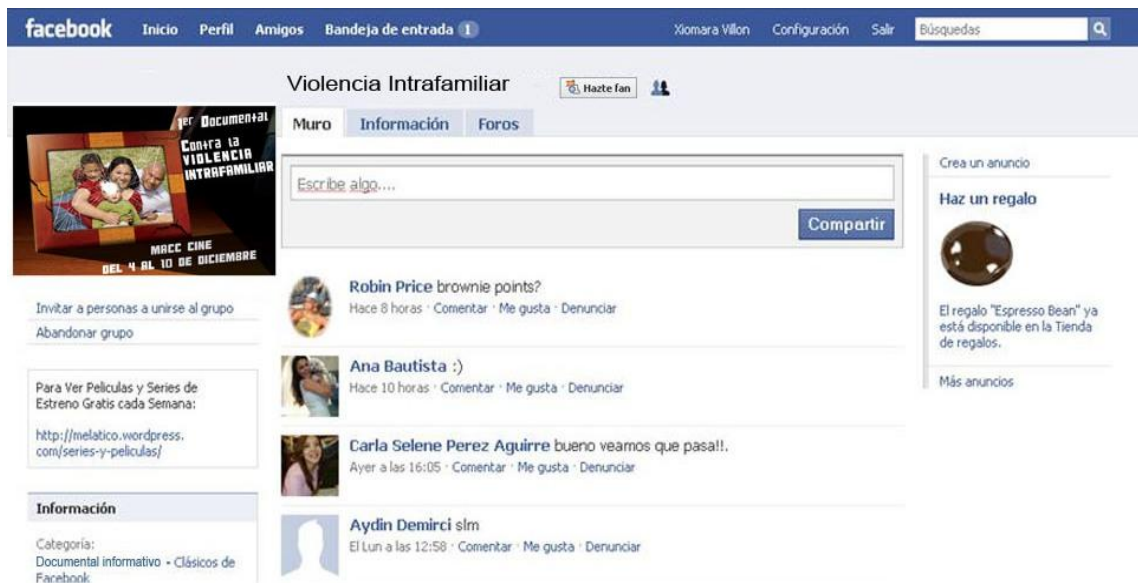 facebook Inicio Perfil Amigos Bandeja de entrada 1 Xiomara Villon Configuración Salir Búsquedas
Violencia Intrafamiliar Hazte fan
1er Documental
Contra la
VIOLENCIA
INTRAFAMILIAR
MACC CINE
DEL 4 AL 10 DE DICIEMBRE
Invitar a personas a unirse al grupo
Abandonar grupo
Para Ver Peliculas y Series de
Estreno Gratis cada Semana:
http://melatico.wordpress.
com/series-y-peliculas/
Información
Categoría:
Documental informativo - Clásicos de
Facebook
Muro Información Foros
Escribe algo....
Compartir
Robin Price brownie points?
Hace 8 horas · Comentar · Me gusta · Denunciar
Ana Bautista :)
Hace 10 horas · Comentar · Me gusta · Denunciar
Carla Selene Perez Aguirre bueno veamos que pasa!!.
Ayer a las 16:05 · Comentar · Me gusta · Denunciar
Aydin Demirci slm
El Lun a las 12:58 · Comentar · Me gusta · Denunciar
Crea un anuncio
Haz un regalo
El regalo "Espresso Bean" ya
está disponible en la Tienda
de regalos.
Más anuncios